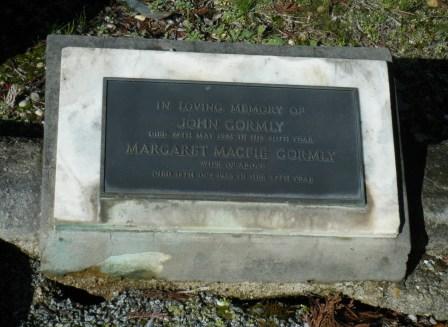 IN LOVING MEMORY OF
JOHN GORMLY
DIED MAY IN HIS YEAR
MARGARET MACFIE GORMLY
WIFE OF ABOVE
DIED IN HER YEAR